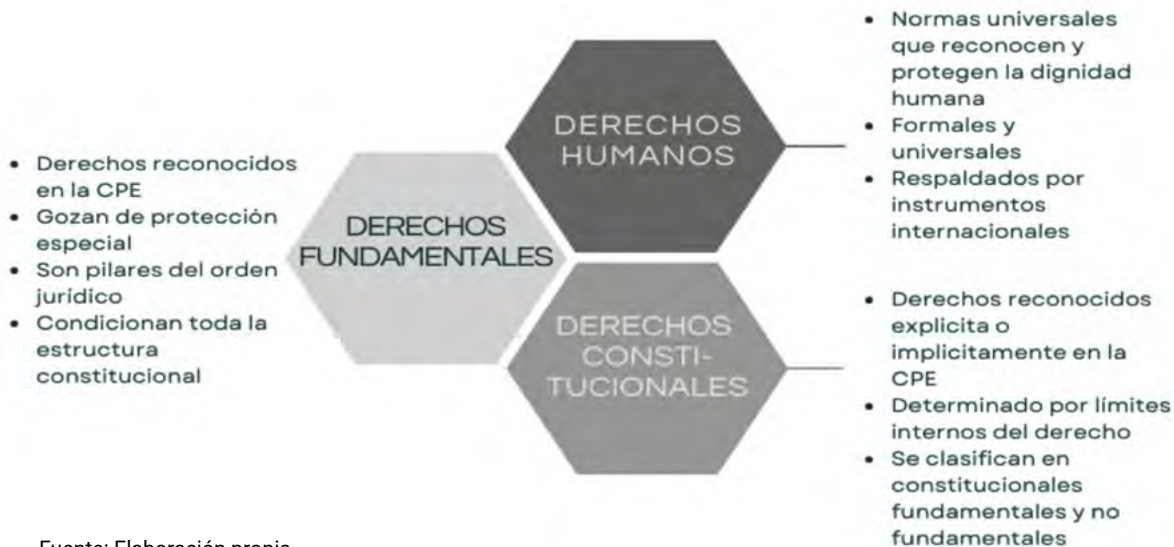 • Derechos reconocidos
en la CPE
• Gozan de protección
especial
• Son pilares del orden
jurídico
• Condicionan toda la
estructura
constitucional
DERECHOS
FUNDAMENTALES
DERECHOS
HUMANOS
• Normas universales
que reconocen y
protegen la dignidad
humana
• Formales y
universales
• Respaldados por
instrumentos
internacionales
DERECHOS
CONSTI-
TUCIONALES
• Derechos reconocidos
explicita o
implicitamente en la
CPE
• Determinado por límites
internos del derecho
• Se clasifican en
constitucionales
fundamentales y no
fundamentales
Fuente: Elaboración propia